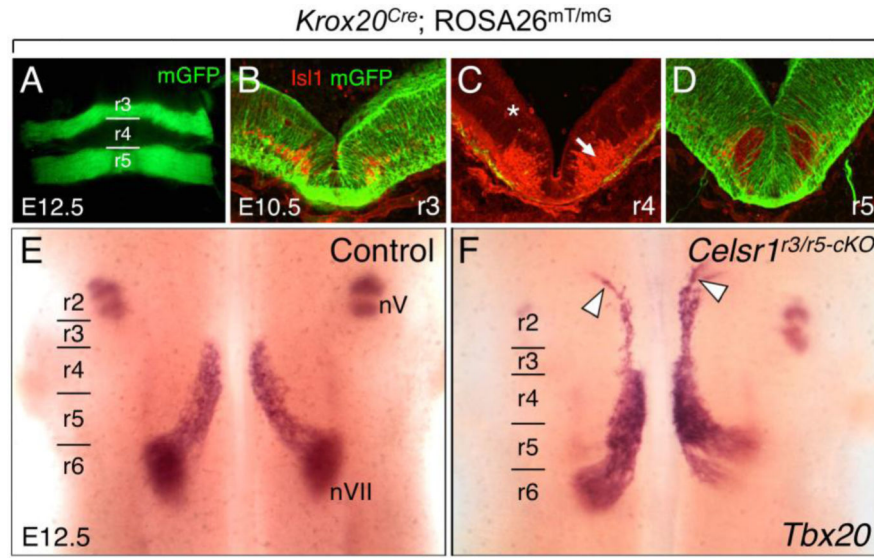 Krox20Cre; ROSA26mT/mG
A mGFP r3 r4 r5 E12.5
B Isl1 mGFP E10.5 r3
C * r4
D r5
E Control r2 nV r3 r4 r5 r6 nVII E12.5
F Celsr1r3/r5-cKO r2 r3 r4 r5 r6 Tbx20